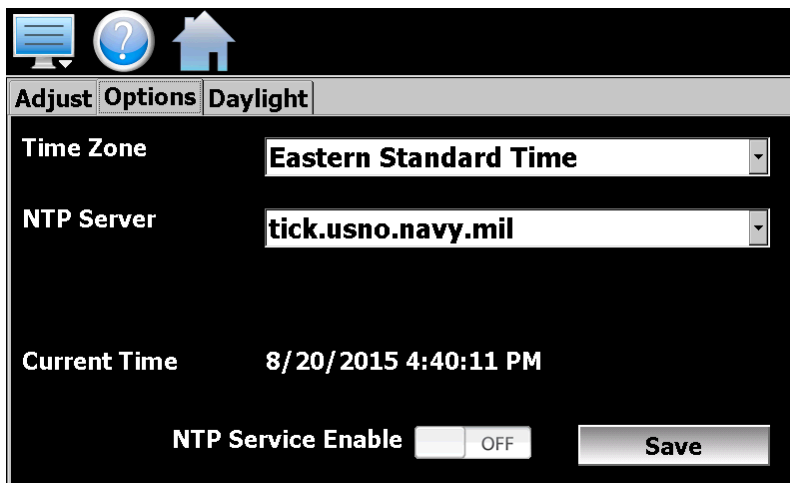 Adjust Options Daylight
Time Zone Eastern Standard Time
NTP Server tick.usno.navy.mil
Current Time 8/20/2015 4:40:11 PM
NTP Service Enable OFF Save